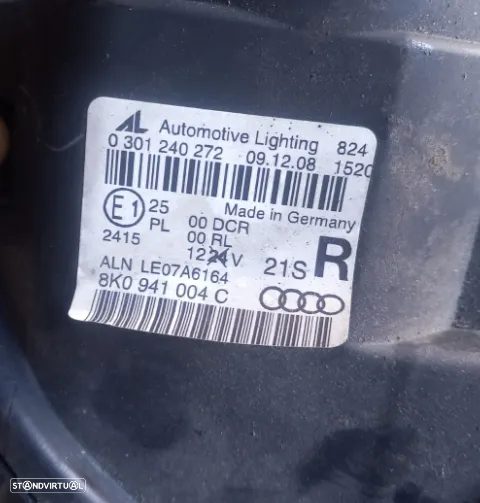 AL Automotive Lighting 824
0 301 240 272 09.12.08 1520
E1 25 Made in Germany
PL 00 DCR
2415 00 RL
12 V 21S R
ALN LE07A6164
8K0 941 004 C
STANDVIRTUAL